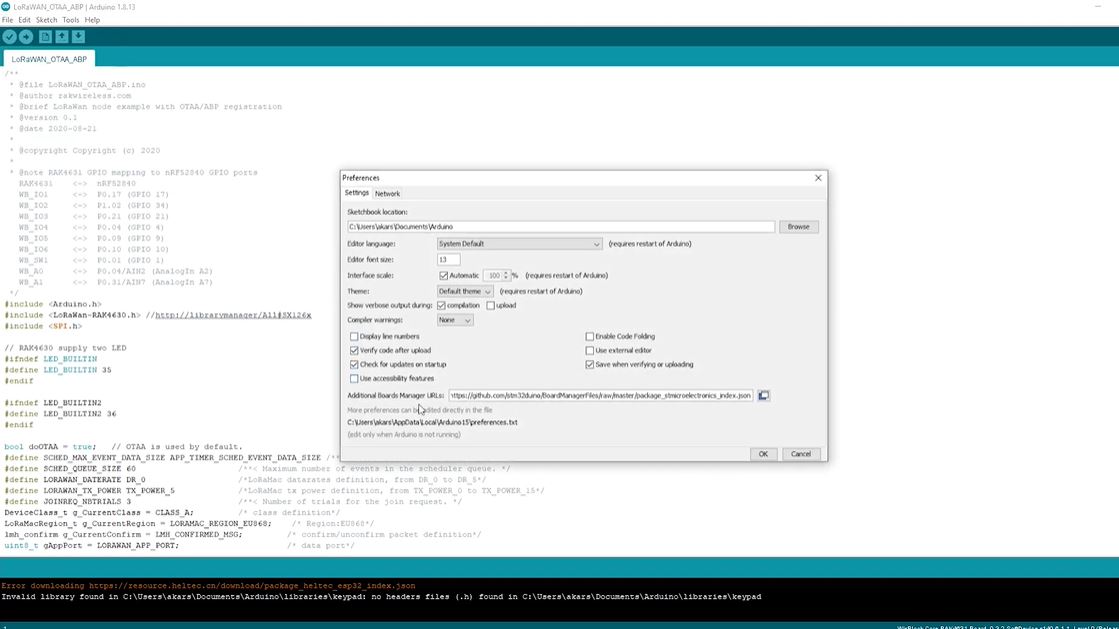 LoRaWAN_OTAA_ABP | Arduino 1.8.13
File Edit Sketch Tools Help
LoRaWAN_OTAA_ABP
/**
* @file LoRaWAN_OTAA_ABP.ino
* @author rakwireless.com
* @brief LoRaWan node example with OTAA/ABP registration
* @version 0.1
* @date 2020-08-21
*
* @copyright Copyright (c) 2020
*
* @note RAK4631 GPIO mapping to nRF52840 GPIO ports
RAK4631 <-> nRF52840
WB_IO1 <-> P0.17 (GPIO 17)
WB_IO2 <-> P1.02 (GPIO 34)
WB_IO3 <-> P0.21 (GPIO 21)
WB_IO4 <-> P0.04 (GPIO 4)
WB_IO5 <-> P0.09 (GPIO 9)
WB_IO6 <-> P0.10 (GPIO 10)
WB_SW1 <-> P0.01 (GPIO 1)
WB_A0 <-> P0.04/AIN2 (AnalogIn A2)
WB_A1 <-> P0.31/AIN7 (AnalogIn A7)
*/
#include <Arduino.h>
#include <LoRaWan-RAK4630.h> //http://librarymanager/All#SX126x
#include <SPI.h>
// RAK4630 supply two LED
#ifndef LED_BUILTIN
#define LED_BUILTIN 35
#endif
#ifndef LED_BUILTIN2
#define LED_BUILTIN2 36
#endif
bool doOTAA = true; // OTAA is used by default.
#define SCHED_MAX_EVENT_DATA_SIZE APP_TIMER_SCHED_EVENT_DATA_SIZE /**
#define SCHED_QUEUE_SIZE 60 /**< Maximum number of events in the scheduler queue. */
#define LORAWAN_DATERATE DR_0 /*LoRaMac datarates definition, from DR_0 to DR_5*/
#define LORAWAN_TX_POWER TX_POWER_5 /*LoRaMac tx power definition, from TX_POWER_0 to TX_POWER_15*/
#define JOINREQ_NBTRIALS 3 /**< Number of trials for the join request. */
DeviceClass_t g_CurrentClass = CLASS_A; /* class definition*/
LoRaMacRegion_t g_CurrentRegion = LORAMAC_REGION_EU868; /* Region:EU868*/
lmh_confirm g_CurrentConfirm = LMH_CONFIRMED_MSG; /* confirm/unconfirm packet definition*/
uint8_t gAppPort = LORAWAN_APP_PORT; /* data port*/
Preferences
Settings Network
Sketchbook location:
C:\Users\akars\Documents\Arduino Browse
Editor language: System Default (requires restart of Arduino)
Editor font size: 13
Interface scale: Automatic 100 % (requires restart of Arduino)
Theme: Default theme (requires restart of Arduino)
Show verbose output during: compilation upload
Compiler warnings: None
Display line numbers Enable Code Folding
Verify code after upload Use external editor
Check for updates on startup Save when verifying or uploading
Use accessibility features
Additional Boards Manager URLs: https://github.com/stm32duino/BoardManagerFiles/raw/master/package_stmicroelectronics_index.json
More preferences can be edited directly in the file
C:\Users\akars\AppData\Local\Arduino15\preferences.txt
(edit only when Arduino is not running)
OK Cancel
Error downloading https://resource.heltec.cn/download/package_heltec_esp32_index.json
Invalid library found in C:\Users\akars\Documents\Arduino\libraries\keypad: no headers files (.h) found in C:\Users\akars\Documents\Arduino\libraries\keypad